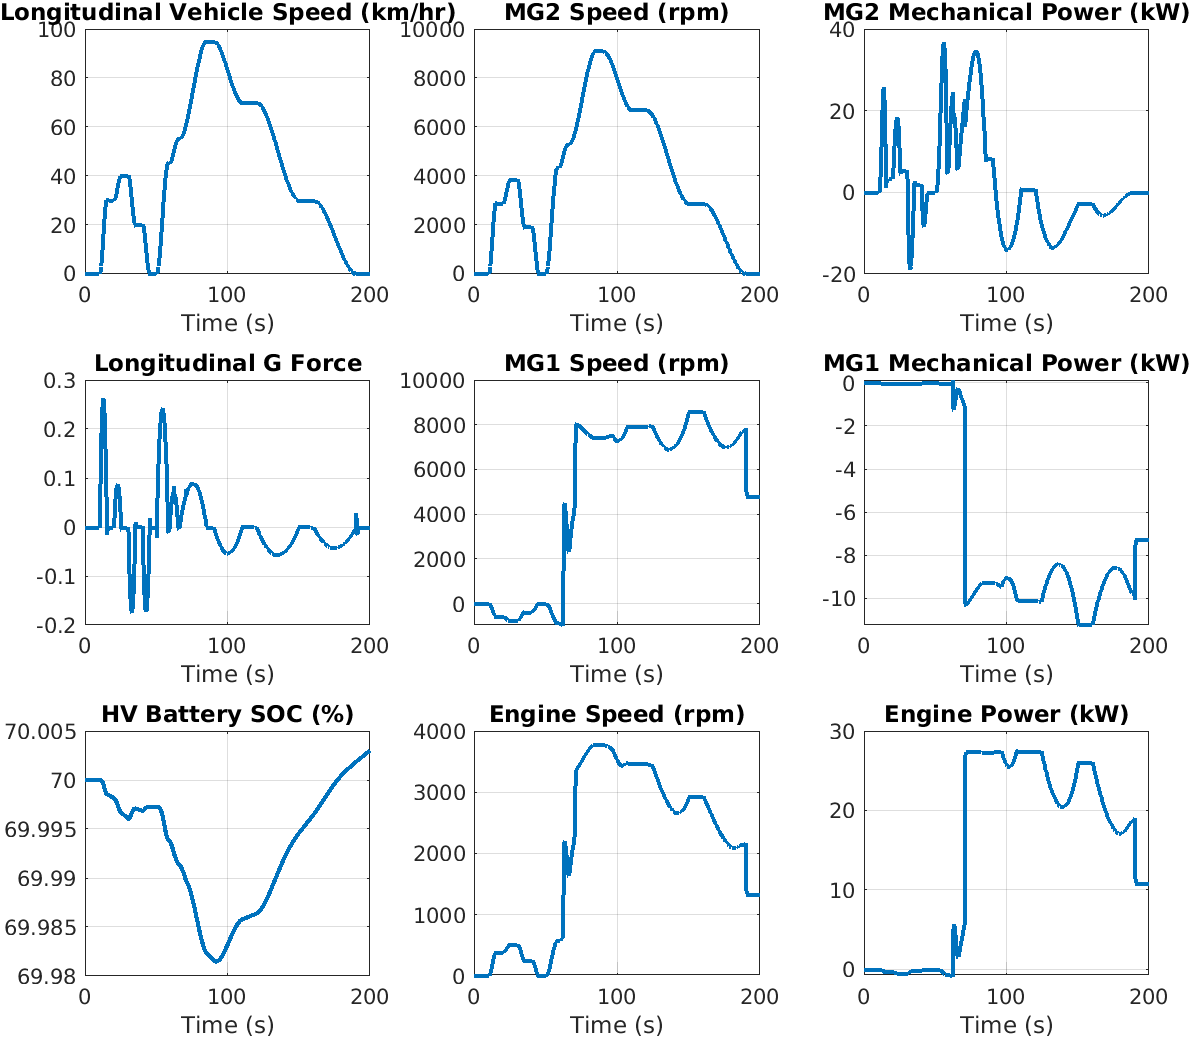 Longitudinal Vehicle Speed (km/hr)
100
80
60
40
20
0
0 100 200
Time (s)
MG2 Speed (rpm)
10000
8000
6000
4000
2000
0
0 100 200
Time (s)
MG2 Mechanical Power (kW)
40
20
0
-20
0 100 200
Time (s)
Longitudinal G Force
0.3
0.2
0.1
0
-0.1
-0.2
0 100 200
Time (s)
MG1 Speed (rpm)
10000
8000
6000
4000
2000
0
0 100 200
Time (s)
MG1 Mechanical Power (kW)
0
-2
-4
-6
-8
-10
0 100 200
Time (s)
HV Battery SOC (%)
70.005
70
69.995
69.99
69.985
69.98
0 100 200
Time (s)
Engine Speed (rpm)
4000
3000
2000
1000
0
0 100 200
Time (s)
Engine Power (kW)
30
20
10
0
0 100 200
Time (s)